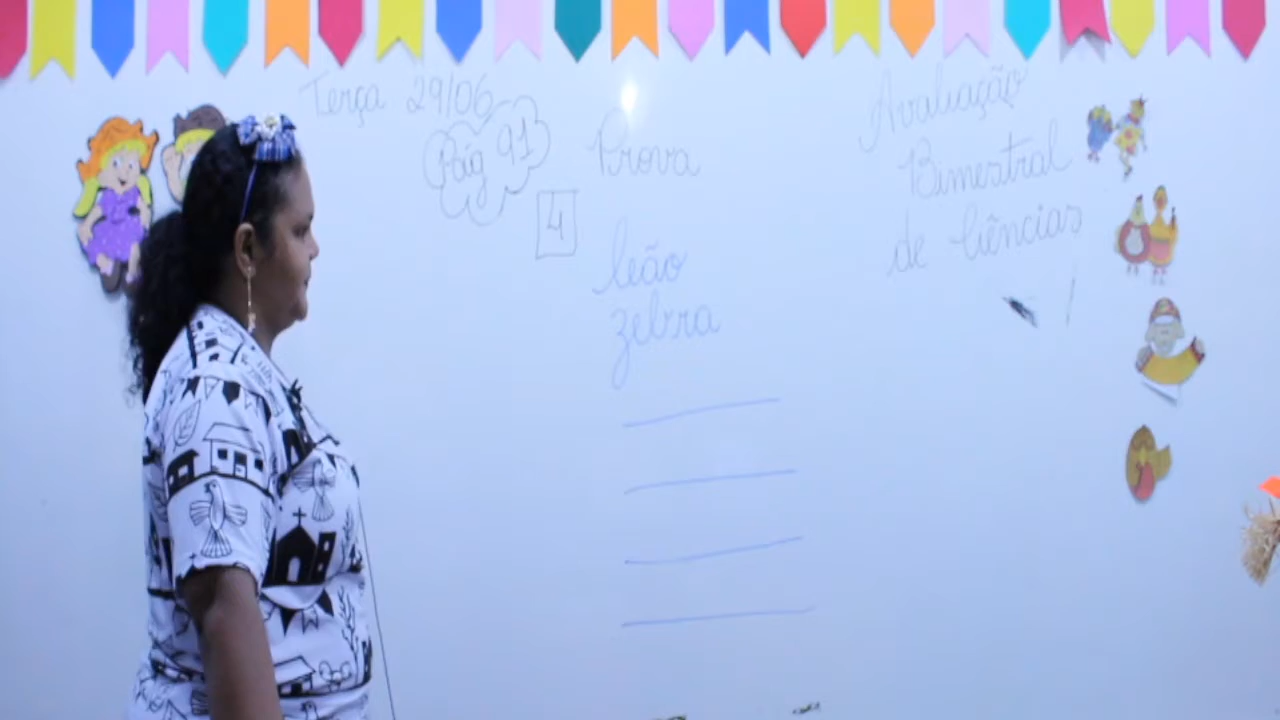 Terça 29/06
Pág 91
4
Prova
leão
zebra
Avaliação
Bimestral
de Ciências